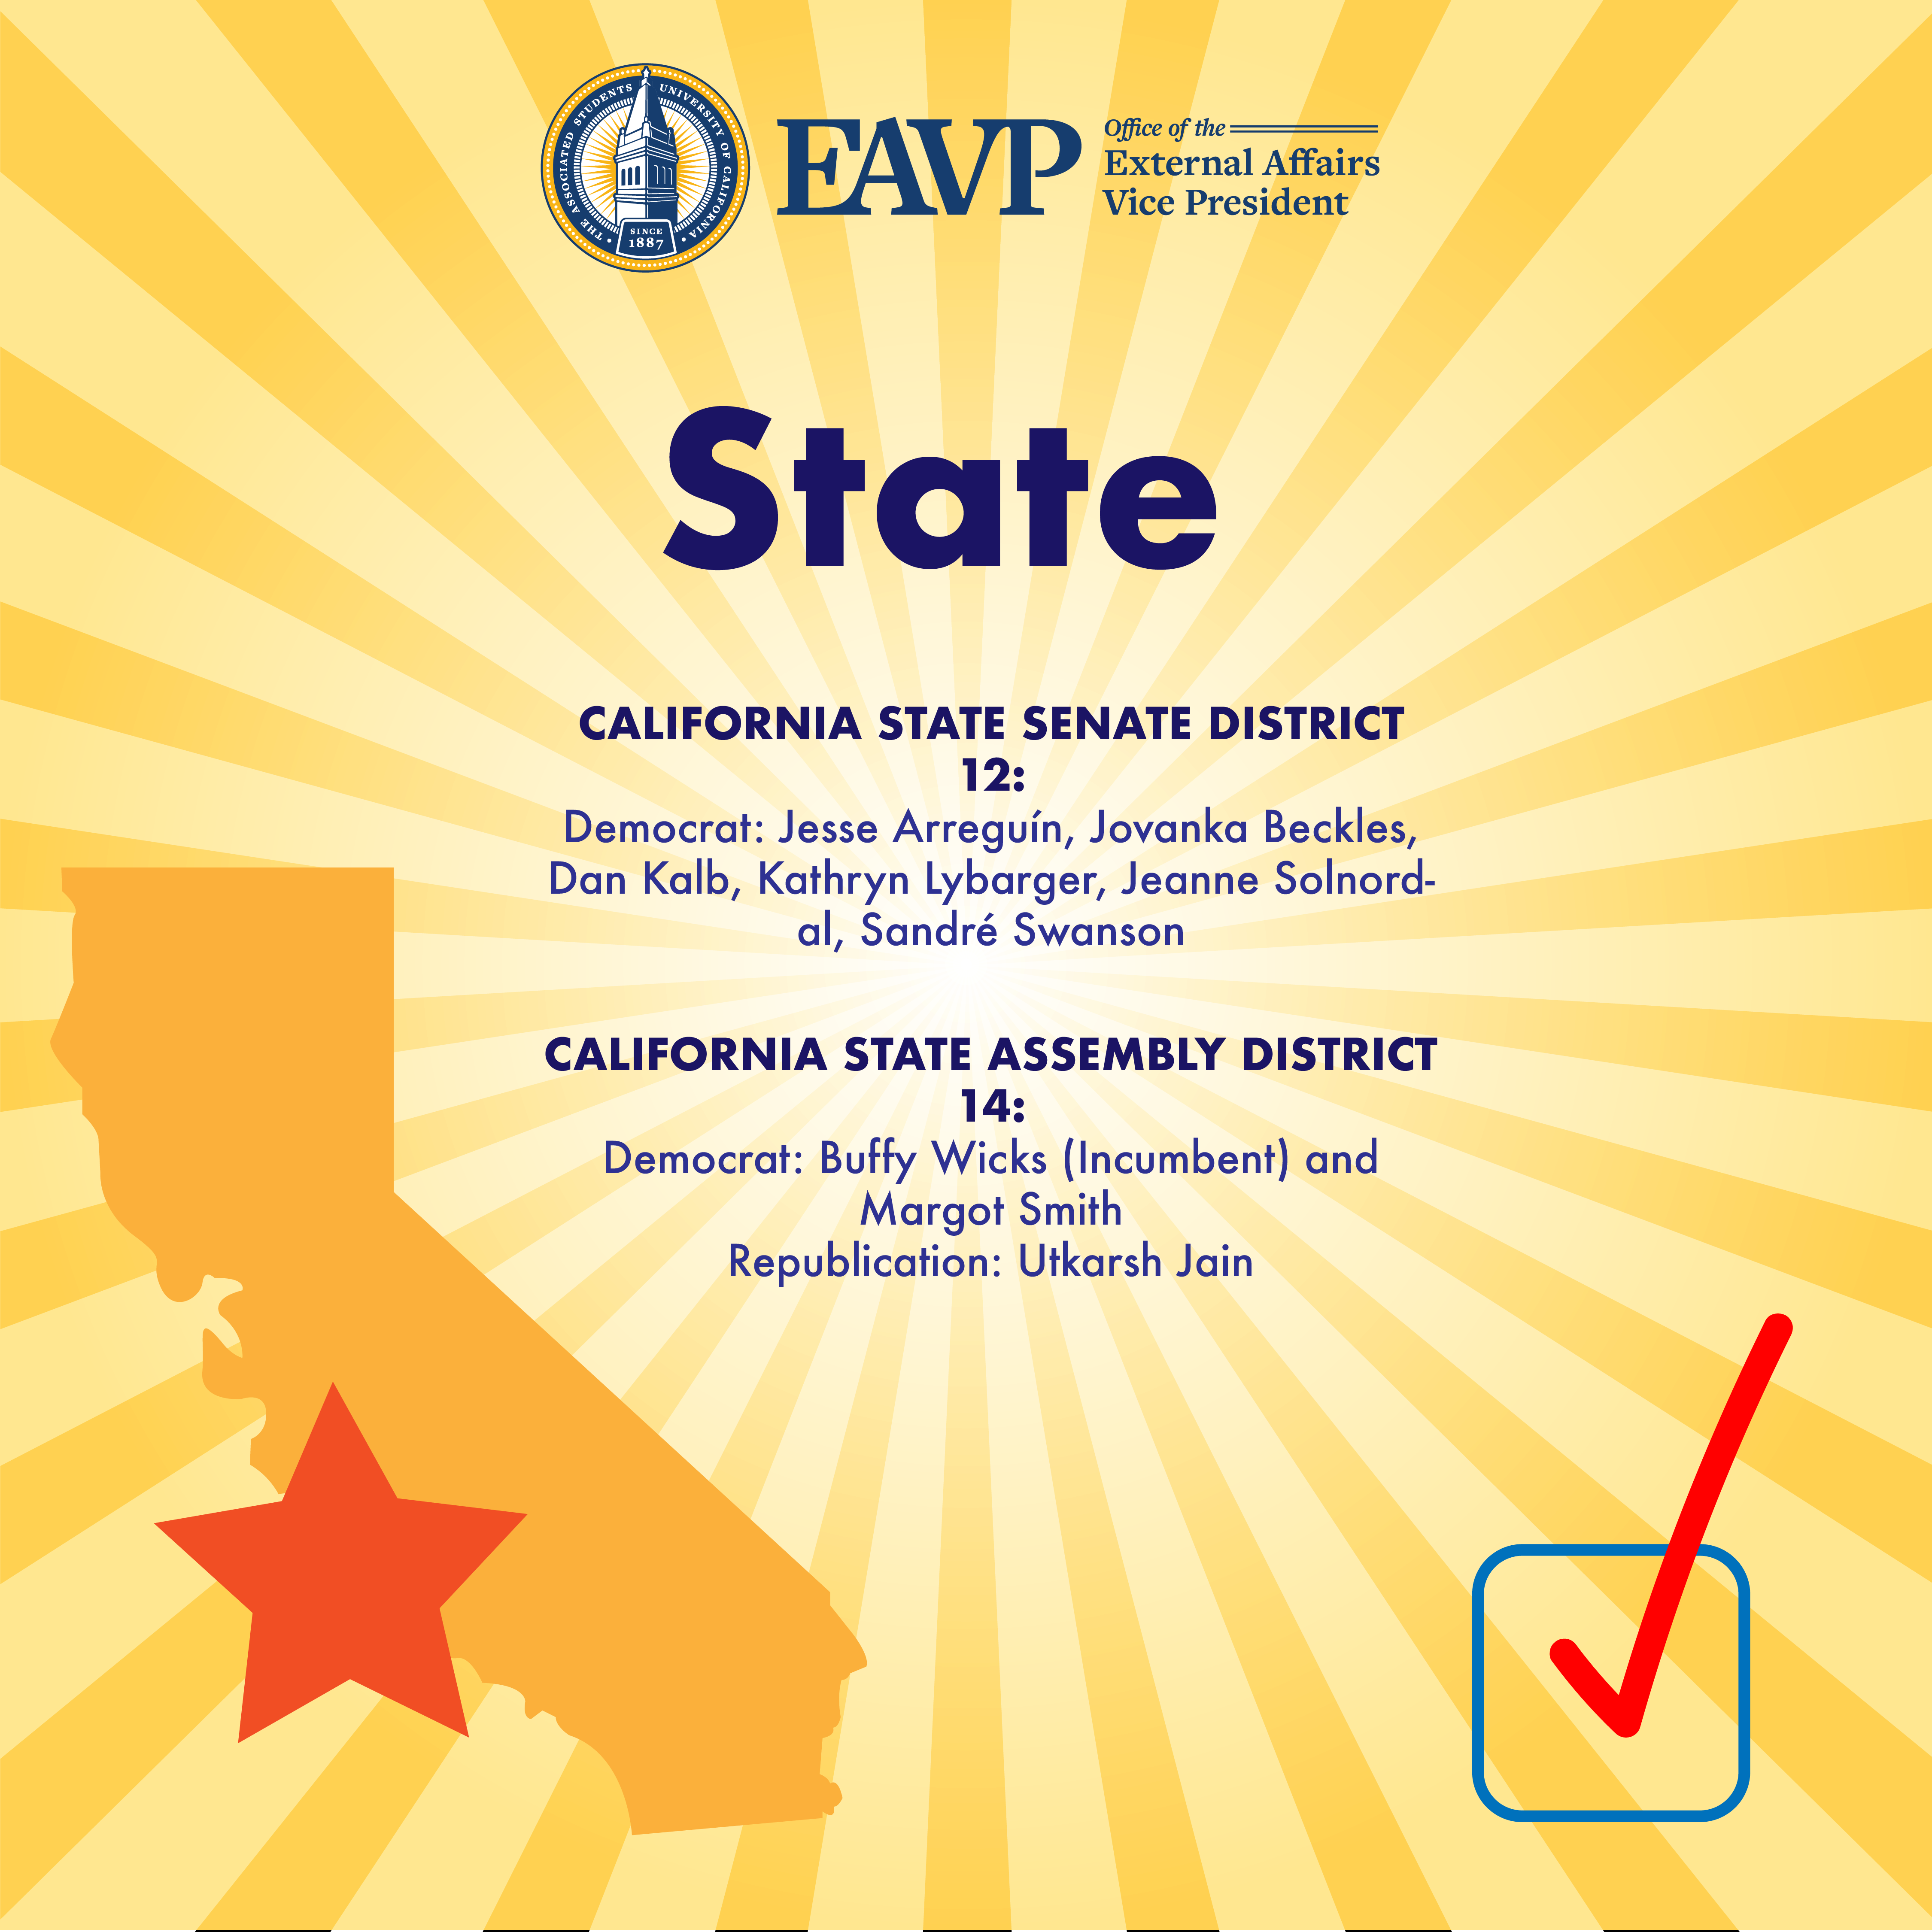 THE ASSOCIATED STUDENTS UNIVERSITY OF CALIFORNIA
SINCE
1887
EAVP
Office of the
External Affairs
Vice President
State
CALIFORNIA STATE SENATE DISTRICT
12:
Democrat: Jesse Arreguín, Jovanka Beckles,
Dan Kalb, Kathryn Lybarger, Jeanne Solnord-
al, Sandré Swanson
CALIFORNIA STATE ASSEMBLY DISTRICT
14:
Democrat: Buffy Wicks (Incumbent) and
Margot Smith
Republication: Utkarsh Jain